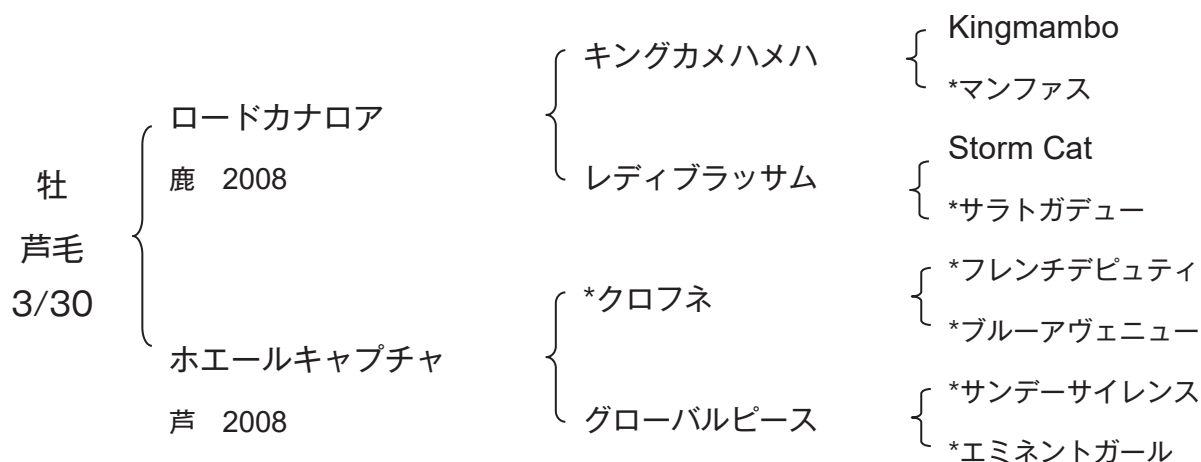 牡
芦毛
3/30
ロードカナロア
鹿 2008
ホエールキャプチャ
芦 2008
キングカメハメハ
レディブラッサム
*クロフネ
グローバルピース
Kingmambo
*マンファス
Storm Cat
*サラトガデュー
*フレンチデピュティ
*ブルーアヴェニュー
*サンデーサイレンス
*エミネントガール